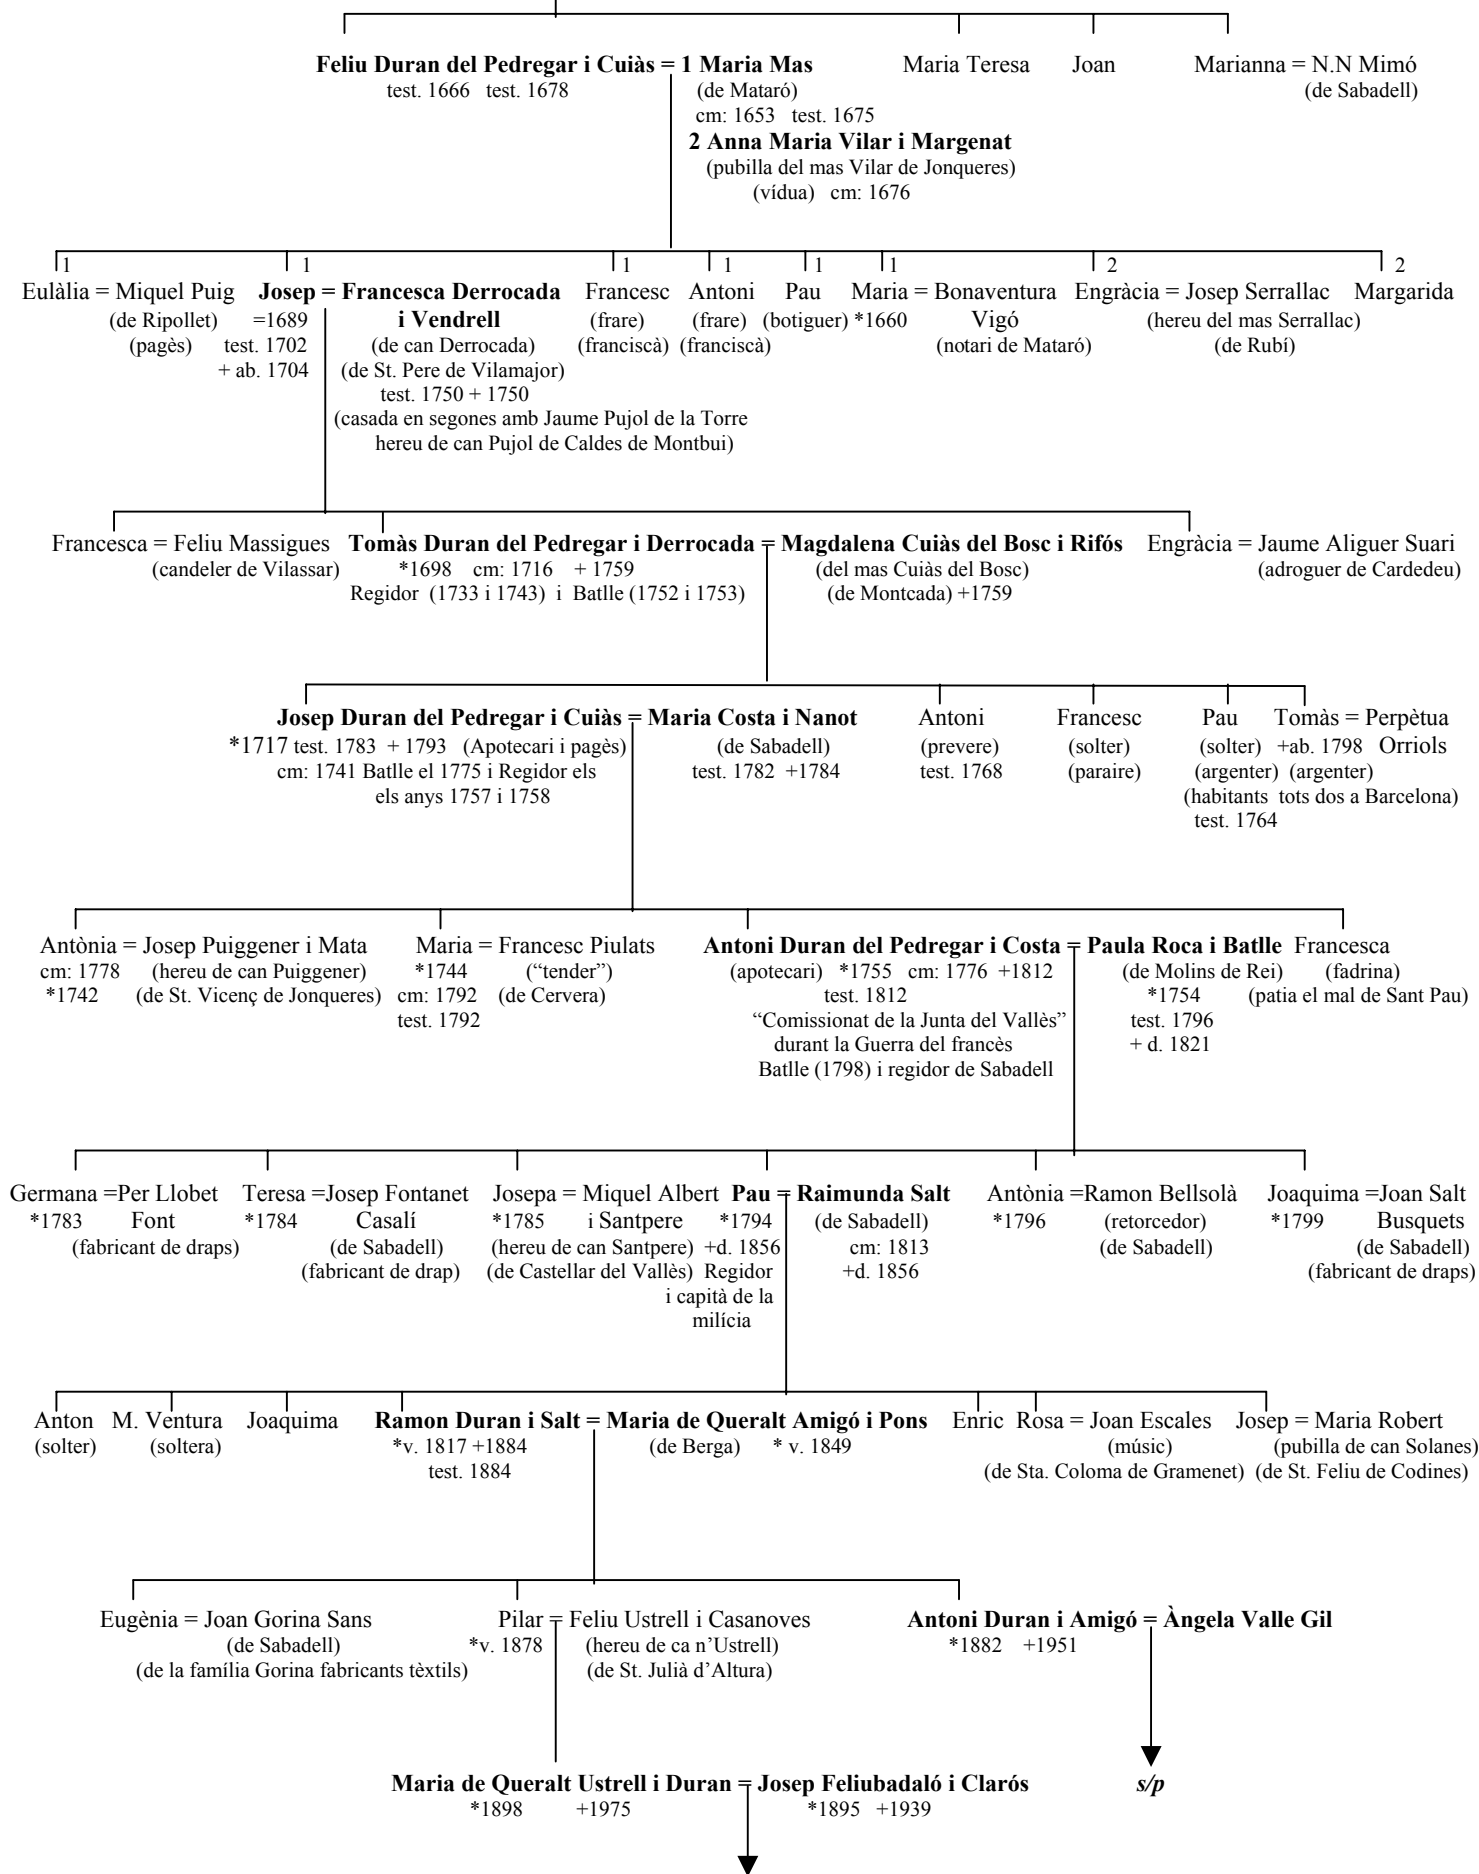 Feliu Duran del Pedregar i Cuiàs = 1 Maria Mas
test. 1666 test. 1678
(de Mataró)
cm: 1653 test. 1675
2 Anna Maria Vilar i Margenat
(pubilla del mas Vilar de Jonqueres)
(vídua) cm: 1676
Maria Teresa
Joan
Marianna = N.N Mimó
(de Sabadell)
1
Eulàlia = Miquel Puig
(de Ripollet)
(pagès)
1
Josep = Francesca Derrocada
i Vendrell
=1689
test. 1702
+ ab. 1704
(de can Derrocada)
(de St. Pere de Vilamajor)
test. 1750 + 1750
(casada en segones amb Jaume Pujol de la Torre
hereu de can Pujol de Caldes de Montbui)
1
Francesc
(frare)
(franciscà)
1
Antoni
(frare)
(franciscà)
1
Pau
(botiguer)
1
Maria = Bonaventura
*1660 Vigó
(notari de Mataró)
2
Engràcia = Josep Serrallac
(hereu del mas Serrallac)
(de Rubí)
2
Margarida
Francesca = Feliu Massigues
(candeler de Vilassar)
Tomàs Duran del Pedregar i Derrocada = Magdalena Cuiàs del Bosc i Rifós
*1698 cm: 1716 + 1759
Regidor (1733 i 1743) i Batlle (1752 i 1753)
(del mas Cuiàs del Bosc)
(de Montcada) +1759
Engràcia = Jaume Aliguer Suari
(adroguer de Cardedeu)
Josep Duran del Pedregar i Cuiàs = Maria Costa i Nanot
*1717 test. 1783 + 1793 (Apotecari i pagès)
cm: 1741 Batlle el 1775 i Regidor els
els anys 1757 i 1758
(de Sabadell)
test. 1782 +1784
Antoni
(prevere)
test. 1768
Francesc
(solter)
(paraire)
Pau Tomàs = Perpètua
(solter) +ab. 1798 Orriols
(argenter) (argenter)
(habitants tots dos a Barcelona)
test. 1764
Antònia = Josep Puiggener i Mata
cm: 1778 (hereu de can Puiggener)
*1742 (de St. Vicenç de Jonqueres)
Maria = Francesc Piulats
*1744 (“tender”)
cm: 1792 (de Cervera)
test. 1792
Antoni Duran del Pedregar i Costa = Paula Roca i Batlle
(apotecari) *1755 cm: 1776 +1812
test. 1812
“Comissionat de la Junta del Vallès”
durant la Guerra del francès
Batlle (1798) i regidor de Sabadell
(de Molins de Rei)
*1754
test. 1796
+ d. 1821
Francesca
(fadrina)
(patia el mal de Sant Pau)
Germana =Per Llobet
*1783 Font
(fabricant de draps)
Teresa =Josep Fontanet
*1784 Casalí
(de Sabadell)
(fabricant de drap)
Josepa = Miquel Albert
*1785 i Santpere
(hereu de can Santpere)
(de Castellar del Vallès)
Pau = Raimunda Salt
*1794
+d. 1856
Regidor
i capità de la
milícia
(de Sabadell)
cm: 1813
+d. 1856
Antònia =Ramon Bellsolà
*1796 (retorcedor)
(de Sabadell)
Joaquima =Joan Salt
*1799 Busquets
(de Sabadell)
(fabricant de draps)
Anton
(solter)
M. Ventura
(soltera)
Joaquima
Ramon Duran i Salt = Maria de Queralt Amigó i Pons
*v. 1817 +1884
test. 1884
(de Berga) * v. 1849
Enric
Rosa = Joan Escales
(músic)
(de Sta. Coloma de Gramenet)
Josep = Maria Robert
(pubilla de can Solanes)
(de St. Feliu de Codines)
Eugènia = Joan Gorina Sans
(de Sabadell)
(de la família Gorina fabricants tèxtils)
Pilar = Feliu Ustrell i Casanoves
*v. 1878 (hereu de ca n’Ustrell)
(de St. Julià d’Altura)
Antoni Duran i Amigó = Àngela Valle Gil
*1882 +1951
Maria de Queralt Ustrell i Duran = Josep Feliubadaló i Clarós
*1898 +1975
*1895 +1939
s/p